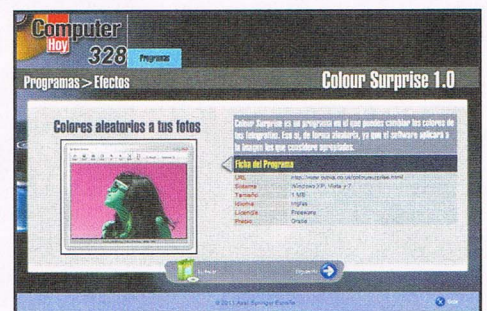 Computer
Hoy
328
Programas
Programas > Efectos
Colour Surprise 1.0
Colores aleatorios a tus fotos
Colour Surprise es un programa en el que puedes cambiar los colores de
tus fotografías. Eso sí, de forma aleatoria, ya que el software aplicará a
la imagen los que considere apropiados.
Ficha del Programa
URL
Sistema Windows XP, Vista y 7
Tamaño 1 MB
Idioma Inglés
Licencia Freeware
Precio Gratis
Siguiente
© 2011 Axel Springer España
Salir